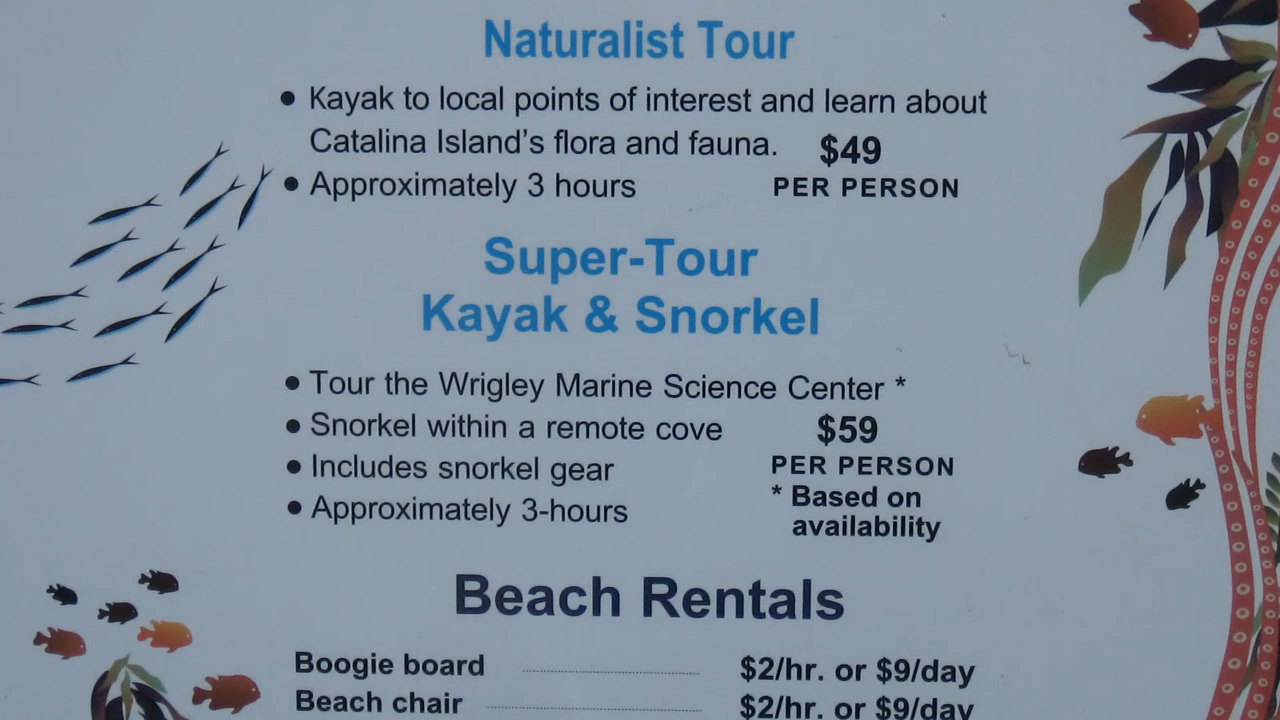 Naturalist Tour
• Kayak to local points of interest and learn about
Catalina Island's flora and fauna. $49
• Approximately 3 hours PER PERSON
Super-Tour
Kayak & Snorkel
• Tour the Wrigley Marine Science Center *
• Snorkel within a remote cove $59
• Includes snorkel gear PER PERSON
* Based on
• Approximately 3-hours availability
Beach Rentals
Boogie board $2/hr. or $9/day
Beach chair $2/hr. or $9/day